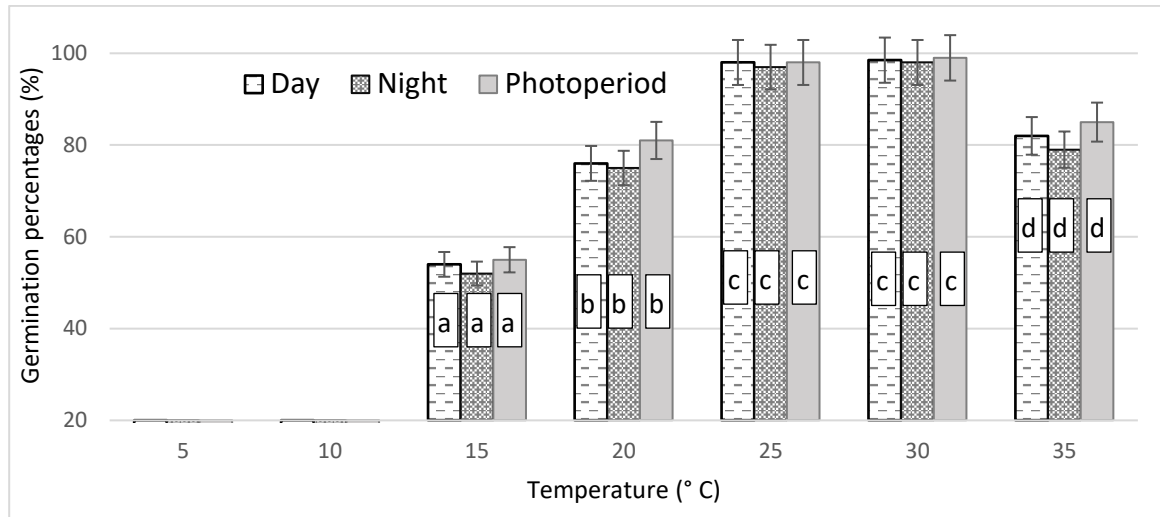 Germination percentages (%)
100
80
60
40
20
Day Night Photoperiod
a a a
b b b
c c c
c c c
d d d
5 10 15 20 25 30 35
Temperature (° C)